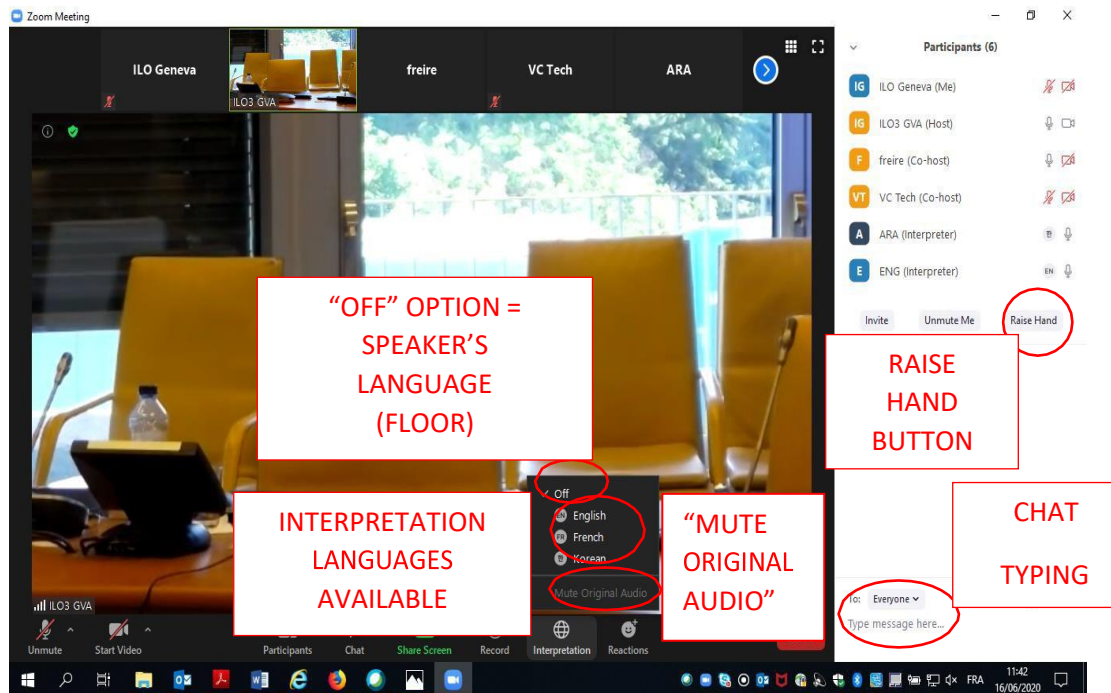 Zoom Meeting
ILO Geneva
ILO3 GVA
freire
VC Tech
ARA
Participants (6)
IG ILO Geneva (Me)
IG ILO3 GVA (Host)
F freire (Co-host)
VT VC Tech (Co-host)
A ARA (Interpreter)
E ENG (Interpreter) EN
Invite Unmute Me Raise Hand
“OFF” OPTION =
SPEAKER’S
LANGUAGE
(FLOOR)
RAISE
HAND
BUTTON
INTERPRETATION
LANGUAGES
AVAILABLE
Off
EN English
FR French
Korean
Mute Original Audio
“MUTE
ORIGINAL
AUDIO”
CHAT
TYPING
To: Everyone
Type message here...
ILO3 GVA
Unmute Start Video Participants Chat Share Screen Record Interpretation Reactions
FRA
11:42
16/06/2020